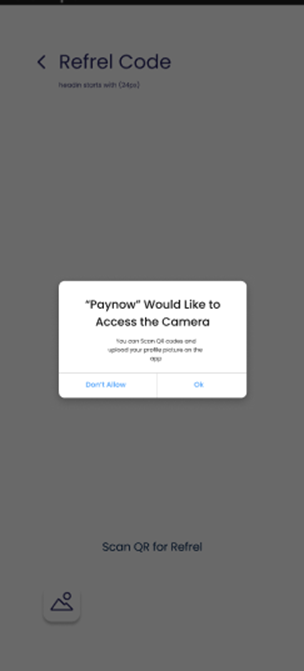 Refrel Code
headin starts with (24px)
“Paynow” Would Like to
Access the Camera
You can Scan QR codes and
upload your profile picture on the
app
Don't Allow
Ok
Scan QR for Refrel